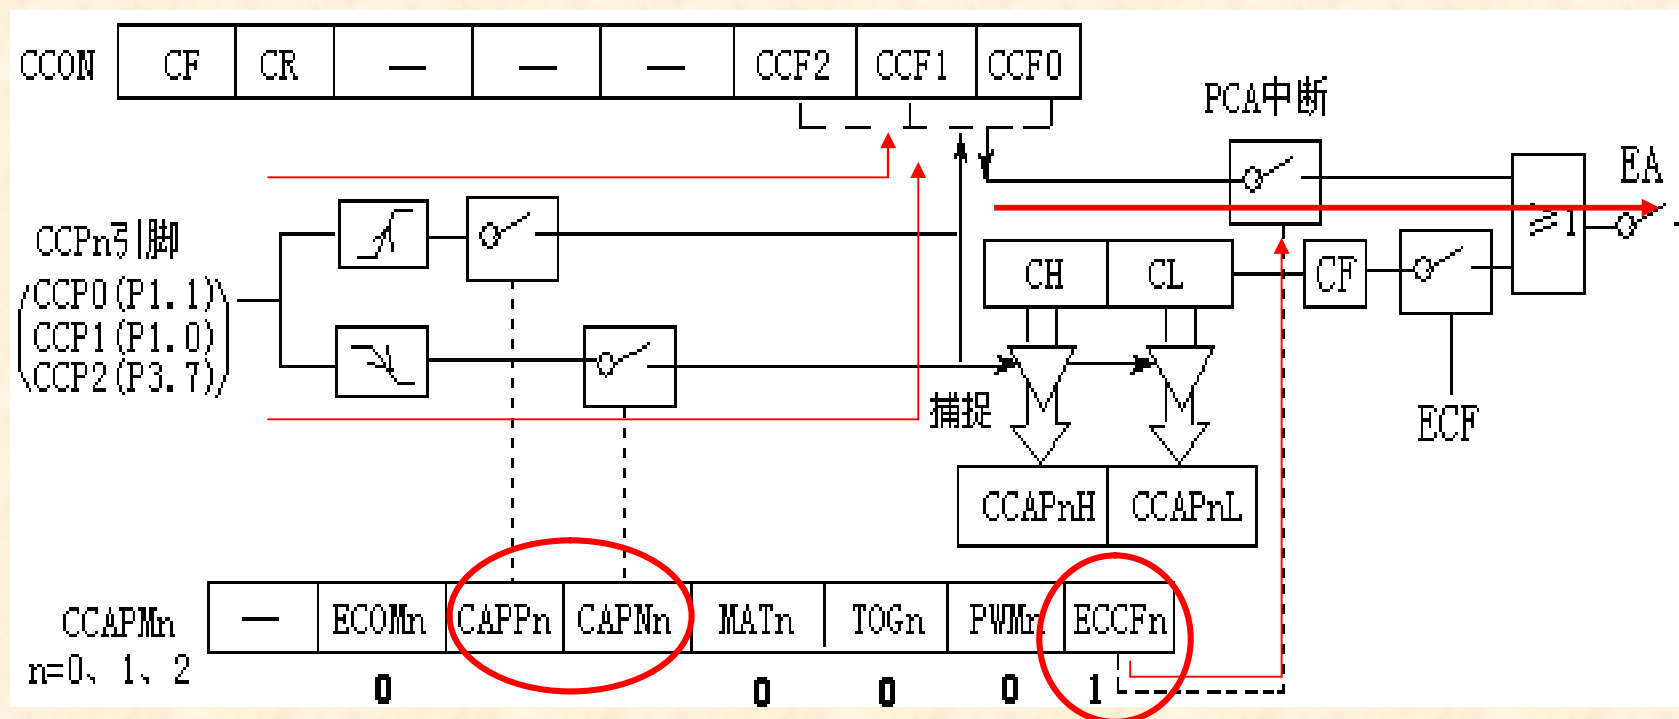 CCON CF CR — — — CCF2 CCF1 CCF0
PCA中断
EA
≥1
CCPn引脚
CCP0(P1.1)
CCP1(P1.0)
CCP2(P3.7)
CH CL CF
捕捉
ECF
CCAPnH CCAPnL
CCAPMn — ECOMn CAPPn CAPNn MATn TOGn PWMn ECCFn
n=0、1、2
0 0 0 0 1